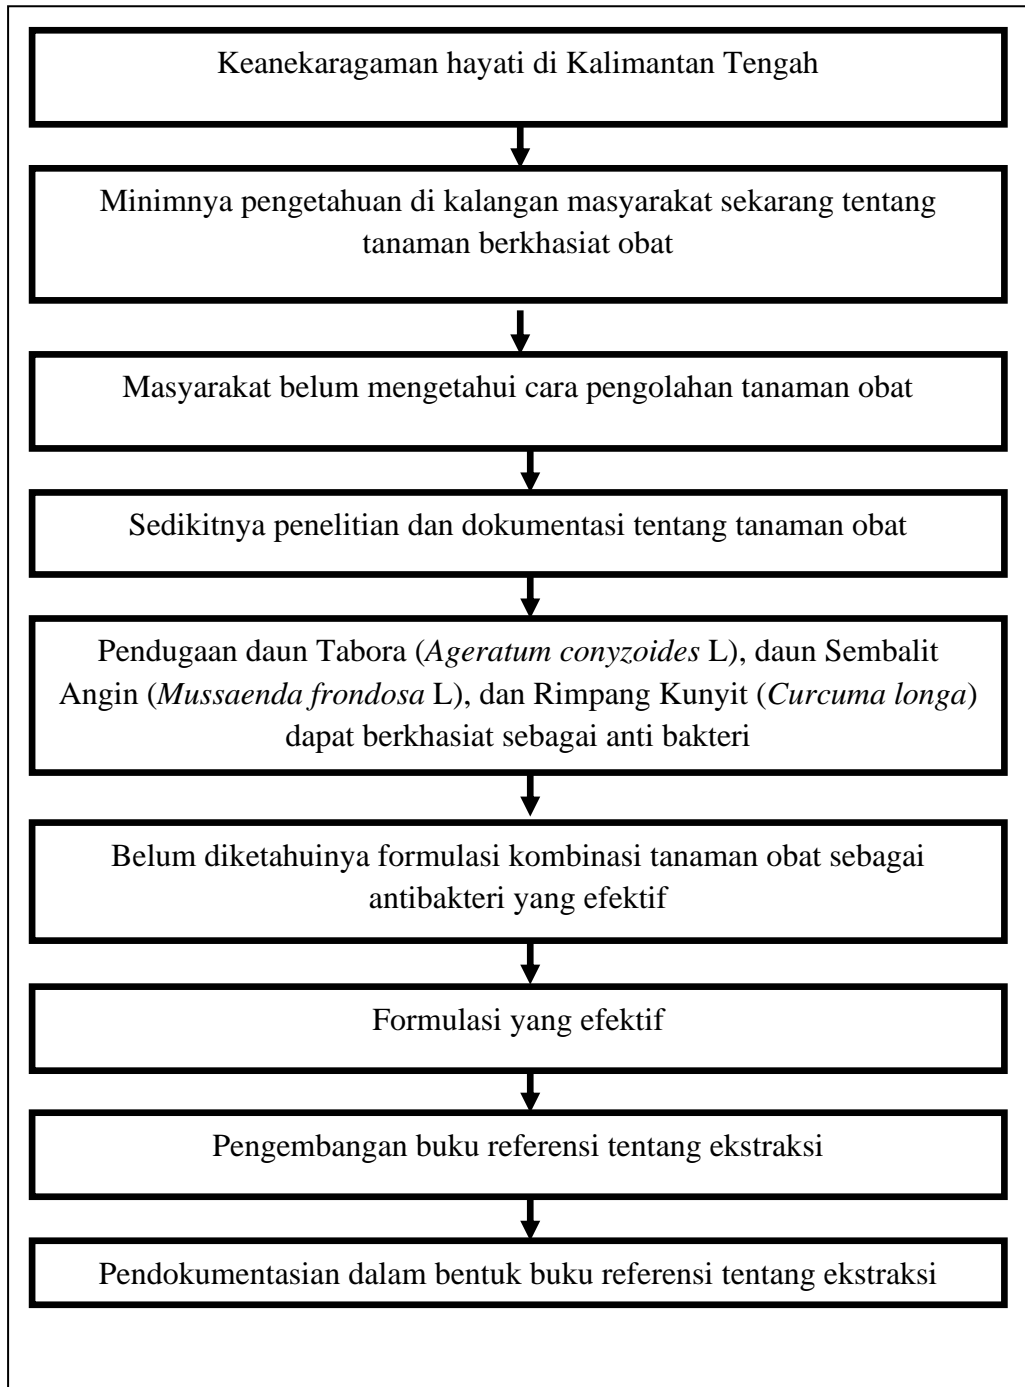 Keanekaragaman hayati di Kalimantan Tengah
Minimnya pengetahuan di kalangan masyarakat sekarang tentang
tanaman berkhasiat obat
Masyarakat belum mengetahui cara pengolahan tanaman obat
Sedikitnya penelitian dan dokumentasi tentang tanaman obat
Pendugaan daun Tabora (Ageratum conyzoides L), daun Sembalit
Angin (Mussaenda frondosa L), dan Rimpang Kunyit (Curcuma longa)
dapat berkhasiat sebagai anti bakteri
Belum diketahuinya formulasi kombinasi tanaman obat sebagai
antibakteri yang efektif
Formulasi yang efektif
Pengembangan buku referensi tentang ekstraksi
Pendokumentasian dalam bentuk buku referensi tentang ekstraksi